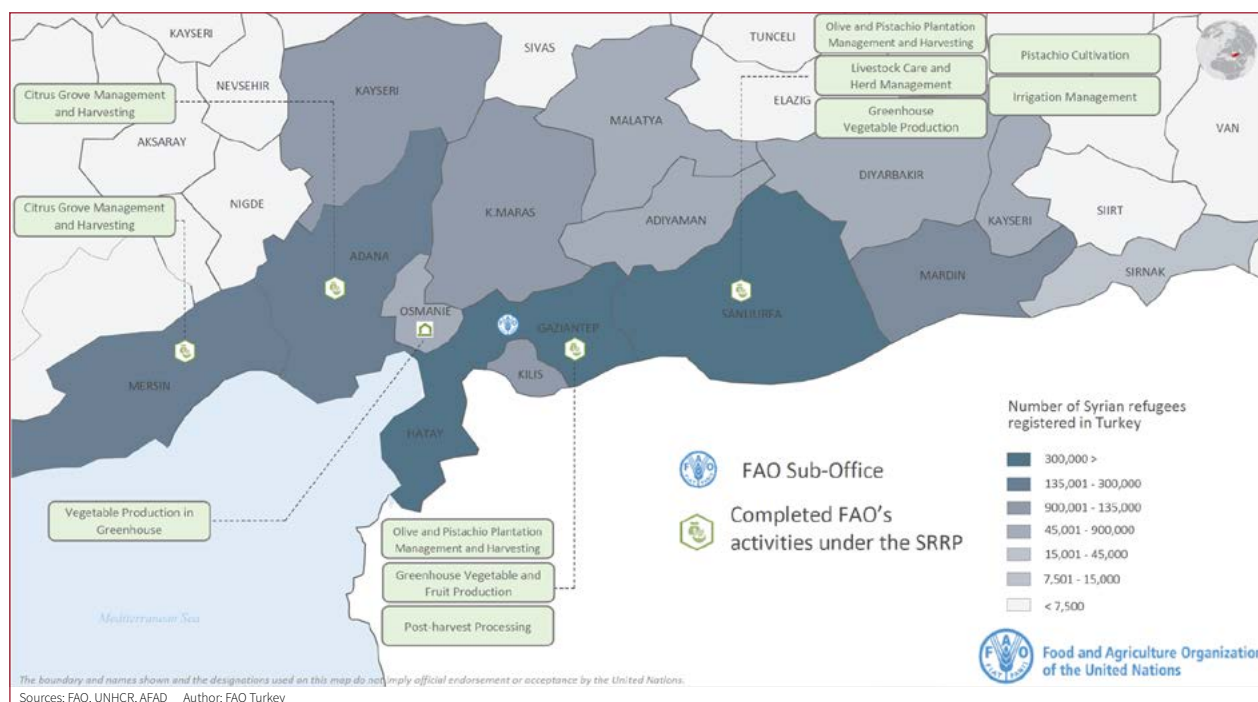 KAYSERI
SIVAS
TUNCELI
Olive and Pistachio Plantation
Management and Harvesting
Pistachio Cultivation
NEVSEHIR
Citrus Grove Management
and Harvesting
KAYSERI
ELAZIG
Livestock Care and
Herd Management
Irrigation Management
Greenhouse
Vegetable Production
MALATYA
VAN
AKSARAY
DIYARBAKIR
Citrus Grove Management
and Harvesting
NIGDE
K.MARAS
ADIYAMAN
KAYSERI
SIIRT
ADANA
MARDIN
SIRNAK
OSMANIE
SANLIURFA
FAO
GAZIANTEP
MERSIN
KILIS
HATAY
Number of Syrian refugees
registered in Turkey
300,000 >
135,001 - 300,000
900,001 - 135,000
45,001 - 900,000
15,001 - 45,000
7,501 - 15,000
< 7,500
FAO
FIAT PANIS
FAO Sub-Office
Completed FAO's
activities under the SRRP
Vegetable Production in
Greenhouse
Olive and Pistachio Plantation
Management and Harvesting
Greenhouse Vegetable and
Fruit Production
Post-harvest Processing
Mediterranean Sea
FAO
FIAT PANIS
Food and Agriculture Organization
of the United Nations
The boundary and names shown and the designations used on this map do not imply official endorsement or acceptance by the United Nations.
Sources: FAO, UNHCR, AFAD Author: FAO Turkey